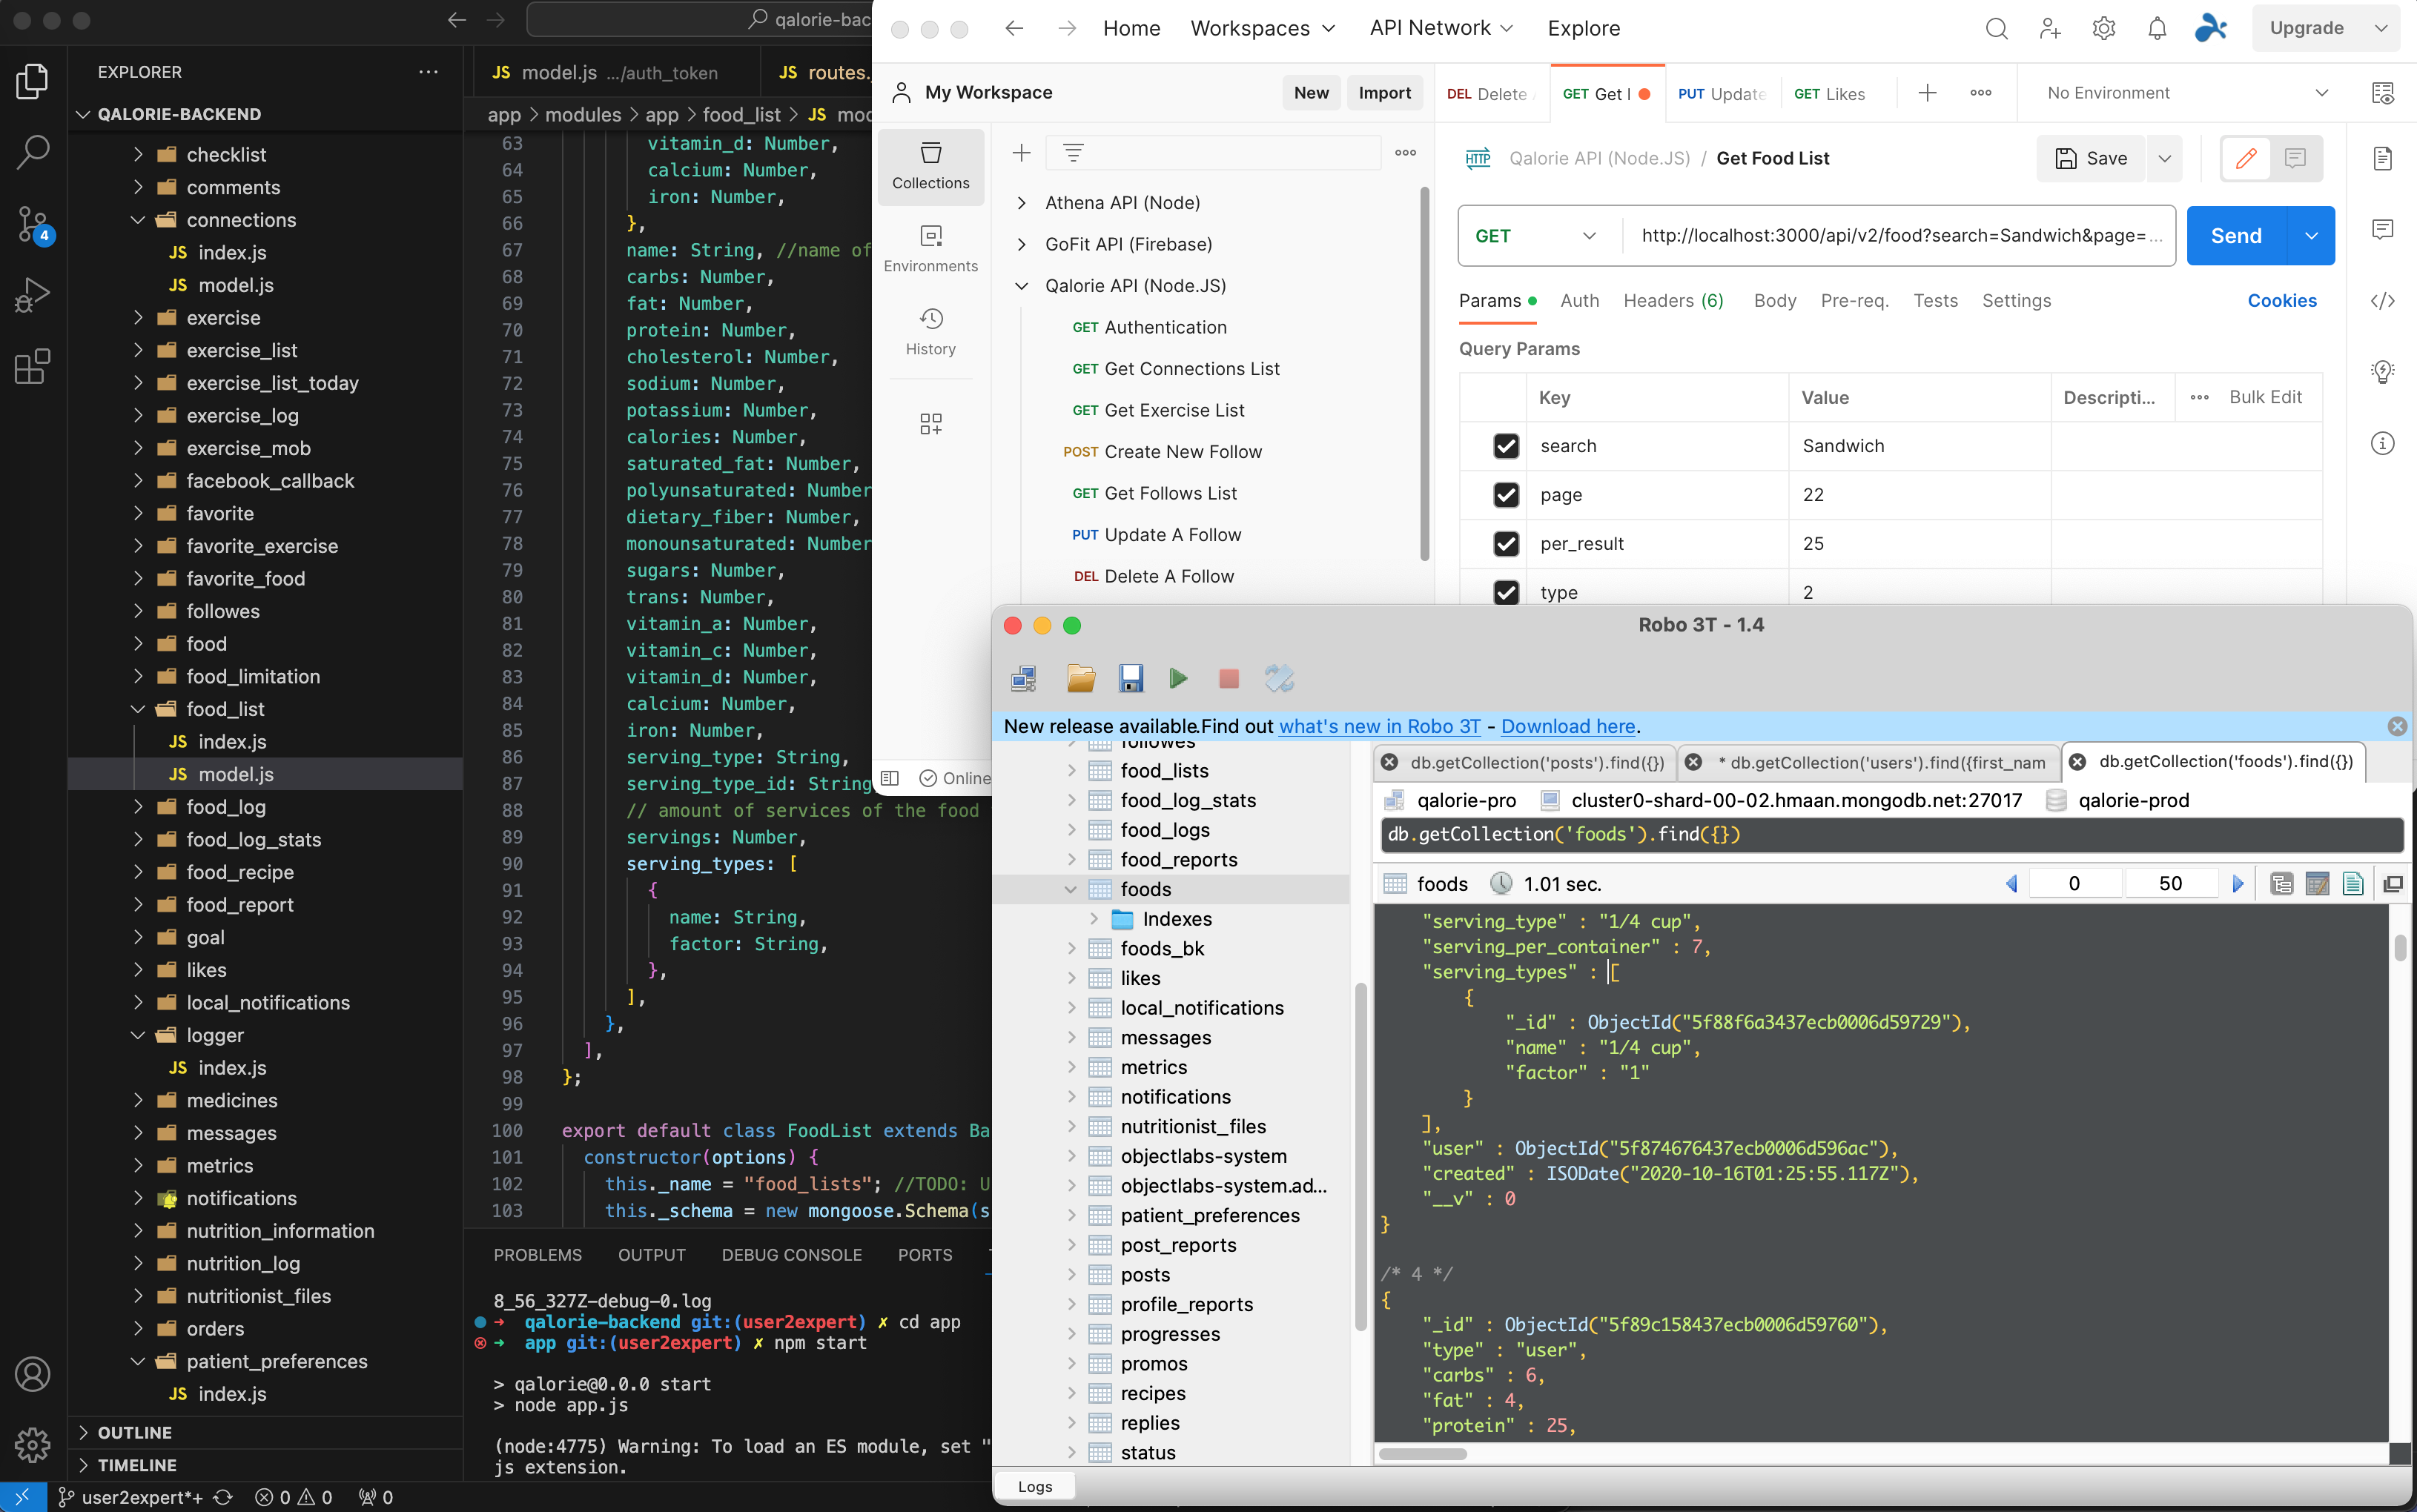 qalorie-bac
EXPLORER
QALORIE-BACKEND
checklist
comments
connections
JS index.js
JS model.js
exercise
exercise_list
exercise_list_today
exercise_log
exercise_mob
facebook_callback
favorite
favorite_exercise
favorite_food
followes
food
food_limitation
food_list
JS index.js
JS model.js
food_log
food_log_stats
food_recipe
food_report
goal
likes
local_notifications
logger
JS index.js
medicines
messages
metrics
notifications
nutrition_information
nutrition_log
nutritionist_files
orders
patient_preferences
JS index.js
OUTLINE
TIMELINE
4
user2expert*+ 0 0 0
JS model.js .../auth_token JS routes.
app > modules > app > food_list > JS mod
63 vitamin_d: Number,
64 calcium: Number,
65 iron: Number,
66 },
67 name: String, //name of
68 carbs: Number,
69 fat: Number,
70 protein: Number,
71 cholesterol: Number,
72 sodium: Number,
73 potassium: Number,
74 calories: Number,
75 saturated_fat: Number,
76 polyunsaturated: Number
77 dietary_fiber: Number,
78 monounsaturated: Number
79 sugars: Number,
80 trans: Number,
81 vitamin_a: Number,
82 vitamin_c: Number,
83 vitamin_d: Number,
84 calcium: Number,
85 iron: Number,
86 serving_type: String,
87 serving_type_id: String
88 // amount of services of the food
89 servings: Number,
90 serving_types: [
91 {
92 name: String,
93 factor: String,
94 },
95 ],
96 },
97 ],
98 };
99
100 export default class FoodList extends Ba
101 constructor(options) {
102 this._name = "food_lists"; //TODO: U
103 this._schema = new mongoose.Schema(s
PROBLEMS OUTPUT DEBUG CONSOLE PORTS
8_56_327Z-debug-0.log
qalorie-backend git:(user2expert) ✗ cd app
app git:(user2expert) ✗ npm start
> qalorie@0.0.0 start
> node app.js
(node:4775) Warning: To load an ES module, set "
js extension.
Home Workspaces API Network Explore Upgrade
My Workspace New Import
DEL Delete GET Get PUT Update GET Likes No Environment
Collections
Environments
History
Athena API (Node)
GoFit API (Firebase)
Qalorie API (Node.JS)
GET Authentication
GET Get Connections List
GET Get Exercise List
POST Create New Follow
GET Get Follows List
PUT Update A Follow
DEL Delete A Follow
Online
HTTP Qalorie API (Node.JS) / Get Food List Save
GET http://localhost:3000/api/v2/food?search=Sandwich&page=... Send
Params Auth Headers (6) Body Pre-req. Tests Settings Cookies
Query Params
Key Value Descripti... Bulk Edit
search Sandwich
page 22
per_result 25
type 2
Robo 3T - 1.4
New release available.Find out what's new in Robo 3T - Download here.
followes
food_lists
food_log_stats
food_logs
food_reports
foods
Indexes
foods_bk
likes
local_notifications
messages
metrics
notifications
nutritionist_files
objectlabs-system
objectlabs-system.ad...
patient_preferences
post_reports
posts
profile_reports
progresses
promos
recipes
replies
status
Logs
db.getCollection('posts').find({}) * db.getCollection('users').find({first_nam db.getCollection('foods').find({})
qalorie-pro cluster0-shard-00-02.hmaan.mongodb.net:27017 qalorie-prod
db.getCollection('foods').find({})
foods 1.01 sec. 0 50
"serving_type" : "1/4 cup",
"serving_per_container" : 7,
"serving_types" : [
{
"_id" : ObjectId("5f88f6a3437ecb0006d59729"),
"name" : "1/4 cup",
"factor" : "1"
}
],
"user" : ObjectId("5f874676437ecb0006d596ac"),
"created" : ISODate("2020-10-16T01:25:55.117Z"),
"__v" : 0
}
/* 4 */
{
"_id" : ObjectId("5f89c158437ecb0006d59760"),
"type" : "user",
"carbs" : 6,
"fat" : 4,
"protein" : 25,